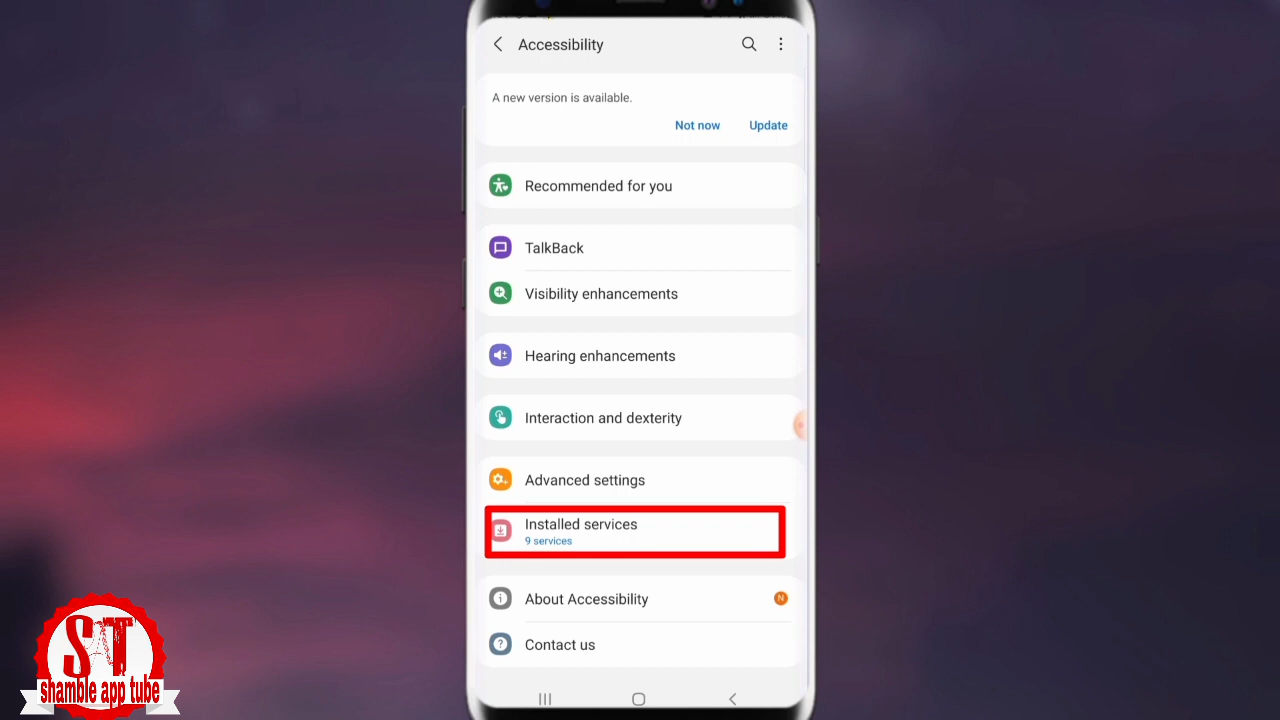 Accessibility
A new version is available.
Not now Update
Recommended for you
TalkBack
Visibility enhancements
Hearing enhancements
Interaction and dexterity
Advanced settings
Installed services
9 services
About Accessibility N
Contact us
SAT
shamble app tube